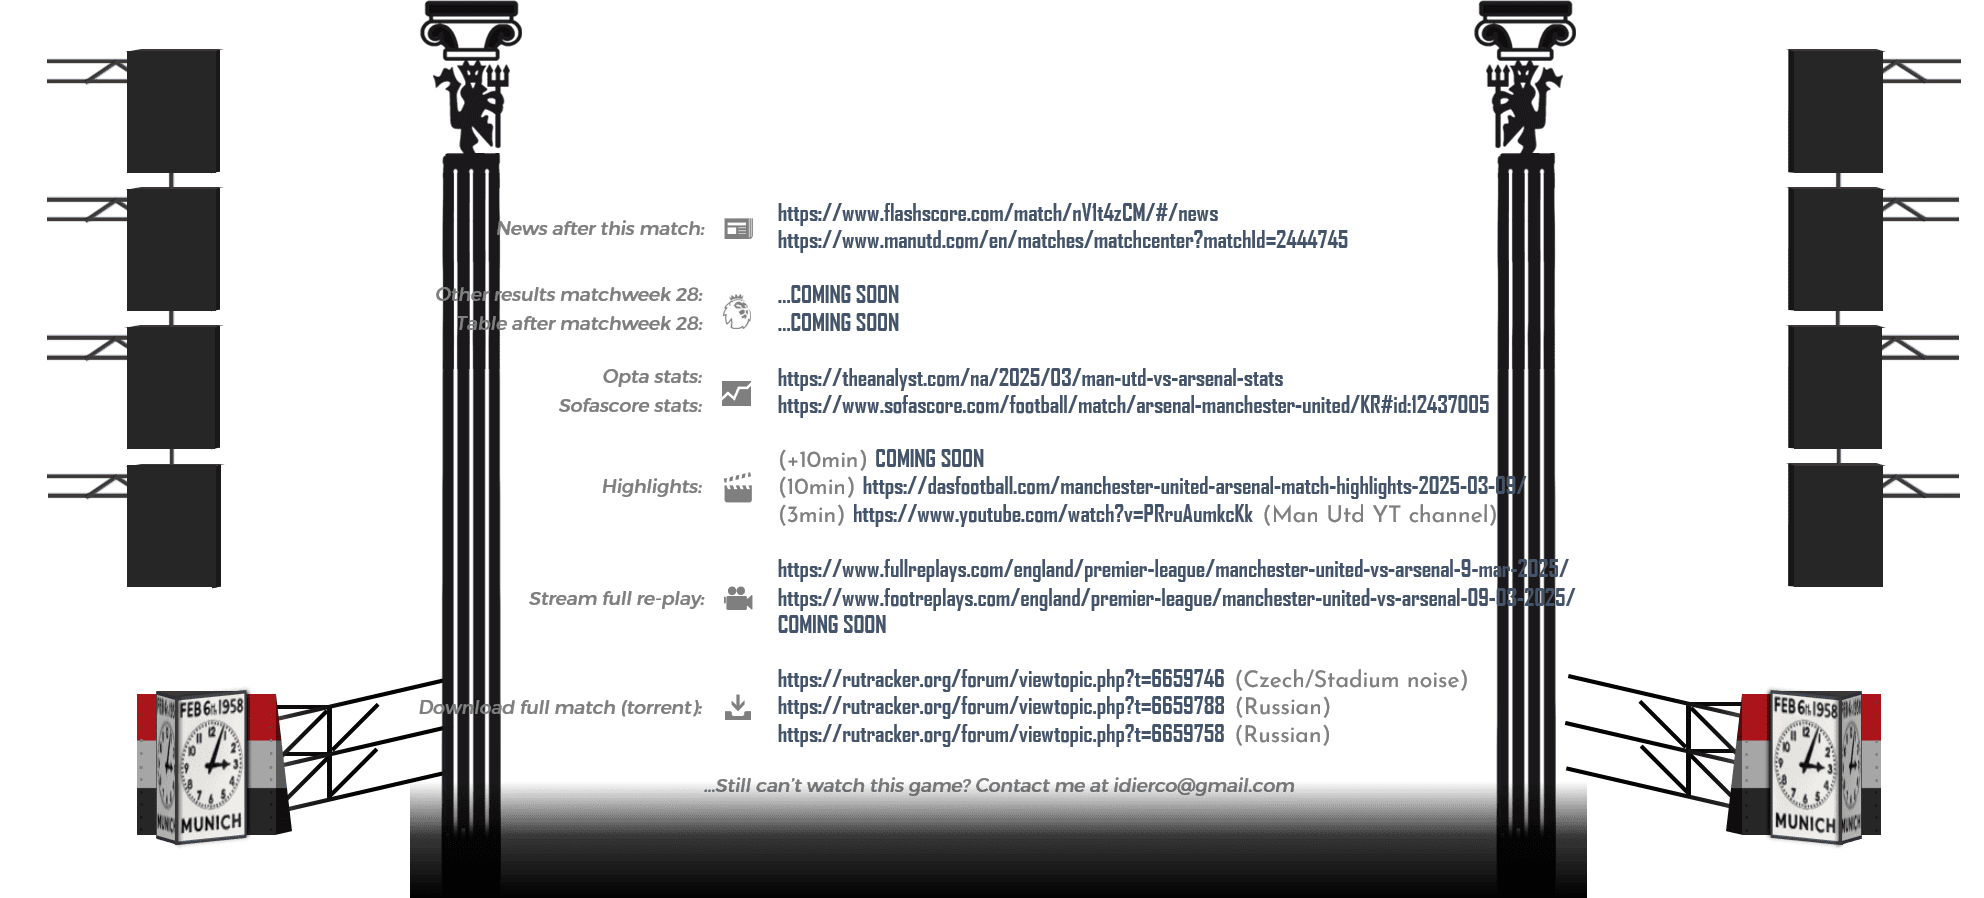 News after this match:
https://www.flashscore.com/match/nV1t4zCM/#/news
https://www.manutd.com/en/matches/matchcenter?matchId=2444745
Other results matchweek 28:
...COMING SOON
Table after matchweek 28:
...COMING SOON
Opta stats:
https://theanalyst.com/na/2025/03/man-utd-vs-arsenal-stats
Sofascore stats:
https://www.sofascore.com/football/match/arsenal-manchester-united/KR#id:12437005
Highlights:
(+10min) COMING SOON
(10min) https://dasfootball.com/manchester-united-arsenal-match-highlights-2025-03-09/
(3min) https://www.youtube.com/watch?v=PRruAumkcKk (Man Utd YT channel)
Stream full re-play:
https://www.fullreplays.com/england/premier-league/manchester-united-vs-arsenal-9-mar-2025/
https://www.footreplays.com/england/premier-league/manchester-united-vs-arsenal-09-03-2025/
COMING SOON
Download full match (torrent):
https://rutracker.org/forum/viewtopic.php?t=6659746 (Czech/Stadium noise)
https://rutracker.org/forum/viewtopic.php?t=6659788 (Russian)
https://rutracker.org/forum/viewtopic.php?t=6659758 (Russian)
...Still can't watch this game? Contact me at idierco@gmail.com
FEB 6th 1958
MUNICH
FEB 6th 1958
MUNICH